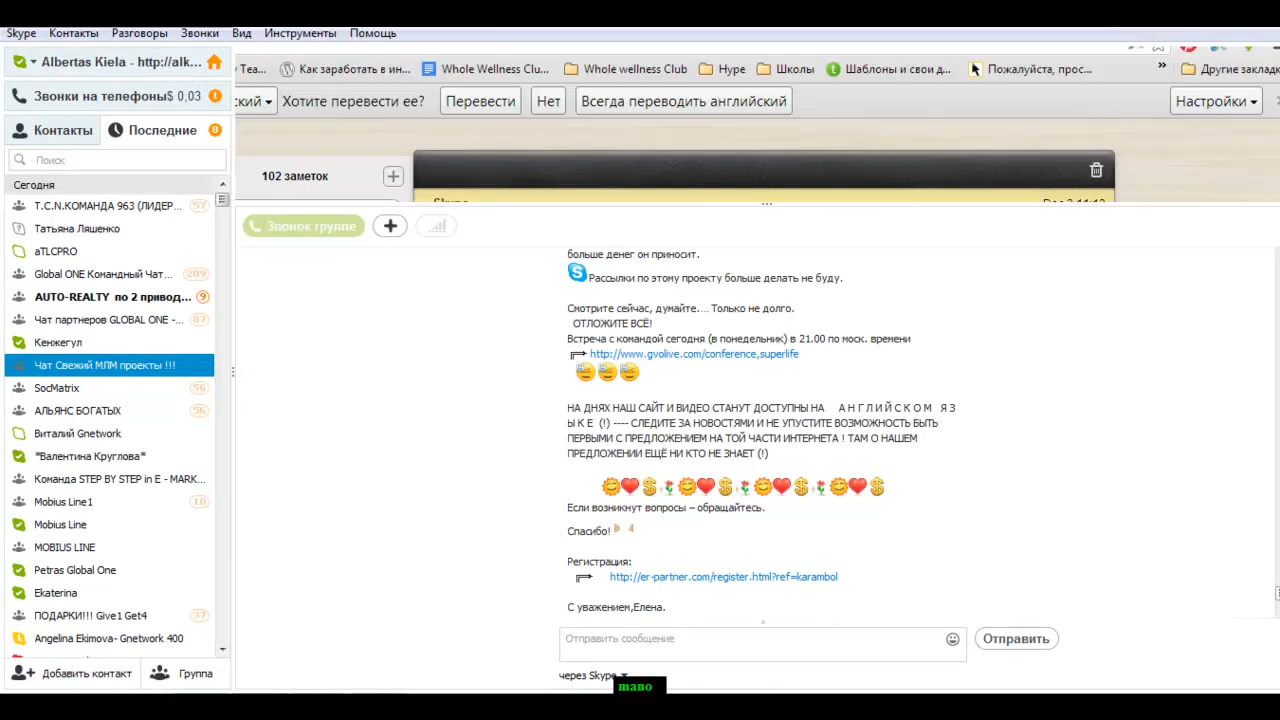 Skype Контакты Разговоры Звонки Вид Инструменты Помощь
Albertas Kiela - http://alk...
Звонки на телефоны$ 0,03
Контакты Последние 8
Поиск
Сегодня
T.C.N.КОМАНДА 963 (ЛИДЕР... 57
Татьяна Ляшенко
aTLCPRO
Global ONE Командный Чат... 209
AUTO-REALTY по 2 привод... 9
Чат партнеров GLOBAL ONE -... 87
Кенжегул
Чат Свежий МЛМ проекты !!!
SocMatrix 56
АЛЬЯНС БОГАТЫХ 56
Виталий Gnetwork
*Валентина Круглова*
Команда STEP BY STEP in E - MARK...
Mobius Line1 10
Mobius Line
MOBIUS LINE
Petras Global One
Ekaterina
ПОДАРКИ!!! Give1 Get4 37
Angelina Ekimova- Gnetwork 400
Добавить контакт Группа
y Теа... Как заработать в ин... Whole Wellness Clu... Whole wellness Club Hype Школы Шаблоны и свои д... Пожалуйста, прос... » Другие заклад
ский Хотите перевести ее? Перевести Нет Всегда переводить английский Настройки
102 заметок
Звонок группе
больше денег он приносит.
Рассылки по этому проекту больше делать не буду.
Смотрите сейчас, думайте.... Только не долго.
ОТЛОЖИТЕ ВСЁ!
Встреча с командой сегодня (в понедельник) в 21.00 по моск. времени
http://www.gvolive.com/conference,superlife
НА ДНЯХ НАШ САЙТ И ВИДЕО СТАНУТ ДОСТУПНЫ НА А Н Г Л И Й С К О М Я З
Ы К Е (!) ---- СЛЕДИТЕ ЗА НОВОСТЯМИ И НЕ УПУСТИТЕ ВОЗМОЖНОСТЬ БЫТЬ
ПЕРВЫМИ С ПРЕДЛОЖЕНИЕМ НА ТОЙ ЧАСТИ ИНТЕРНЕТА ! ТАМ О НАШЕМ
ПРЕДЛОЖЕНИИ ЕЩЁ НИ КТО НЕ ЗНАЕТ (!)
Если возникнут вопросы – обращайтесь.
Спасибо!
Регистрация:
http://er-partner.com/register.html?ref=karambol
С уважением,Елена.
Отправить сообщение Отправить
через Skype
mano